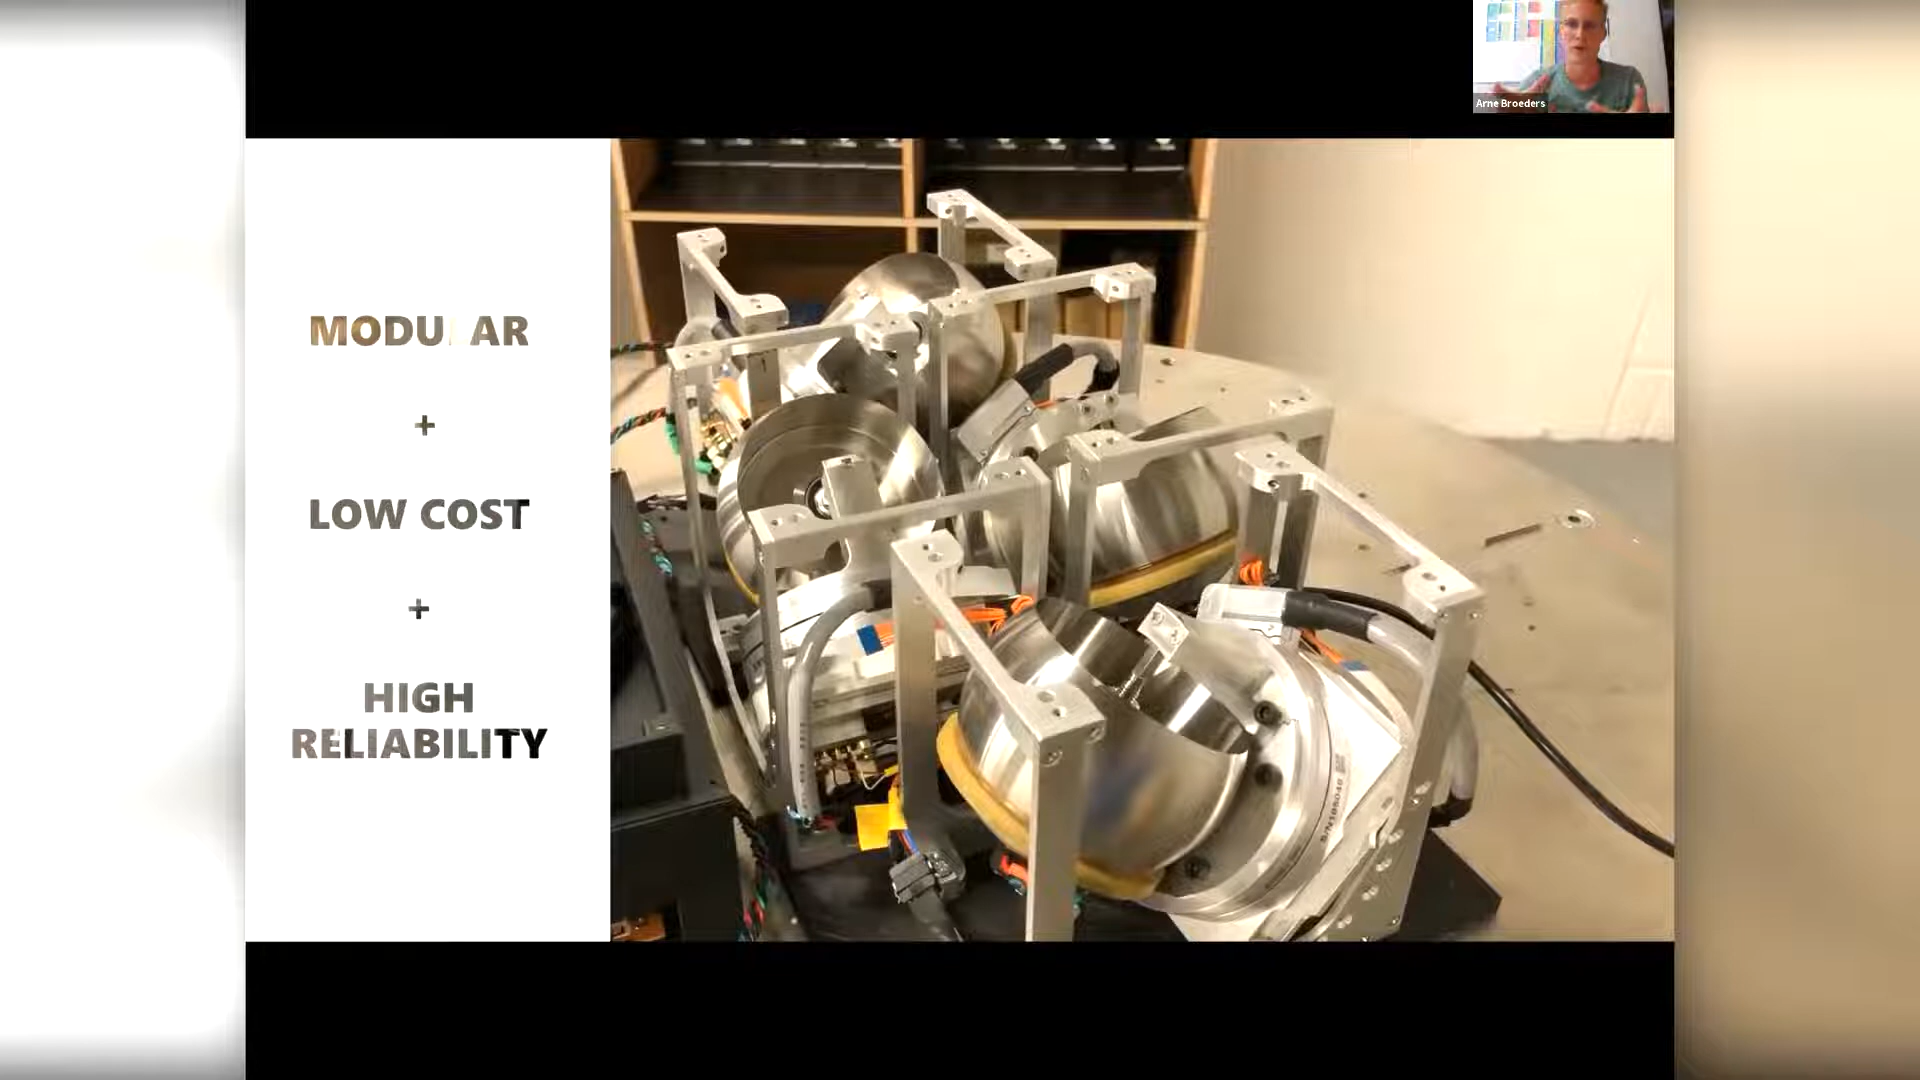 Arne Broeders
MODULAR
+
LOW COST
+
HIGH
RELIABILITY